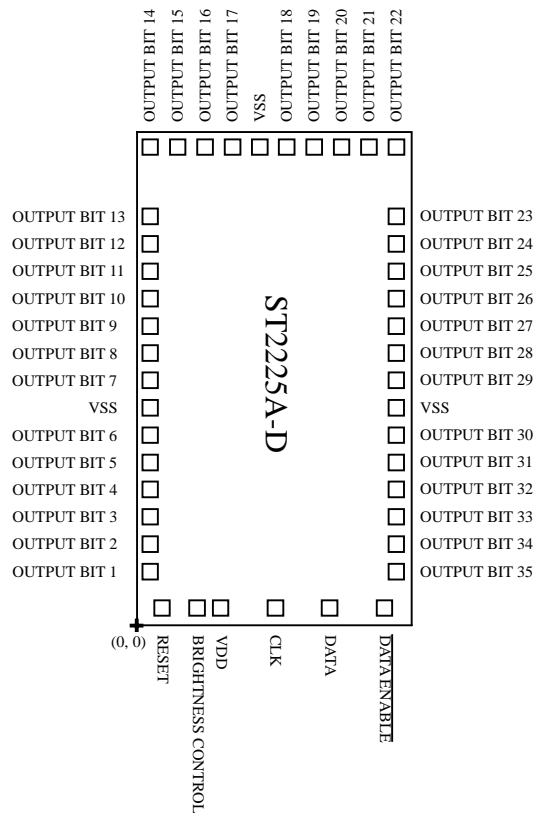 OUTPUT BIT 14
OUTPUT BIT 15
OUTPUT BIT 16
OUTPUT BIT 17
VSS
OUTPUT BIT 18
OUTPUT BIT 19
OUTPUT BIT 20
OUTPUT BIT 21
OUTPUT BIT 22
OUTPUT BIT 13
OUTPUT BIT 12
OUTPUT BIT 11
OUTPUT BIT 10
OUTPUT BIT 9
OUTPUT BIT 8
OUTPUT BIT 7
VSS
OUTPUT BIT 6
OUTPUT BIT 5
OUTPUT BIT 4
OUTPUT BIT 3
OUTPUT BIT 2
OUTPUT BIT 1
ST2225A-D
OUTPUT BIT 23
OUTPUT BIT 24
OUTPUT BIT 25
OUTPUT BIT 26
OUTPUT BIT 27
OUTPUT BIT 28
OUTPUT BIT 29
VSS
OUTPUT BIT 30
OUTPUT BIT 31
OUTPUT BIT 32
OUTPUT BIT 33
OUTPUT BIT 34
OUTPUT BIT 35
(0, 0)
RESET
BRIGHTNESS CONTROL
VDD
CLK
DATA
DATA ENABLE